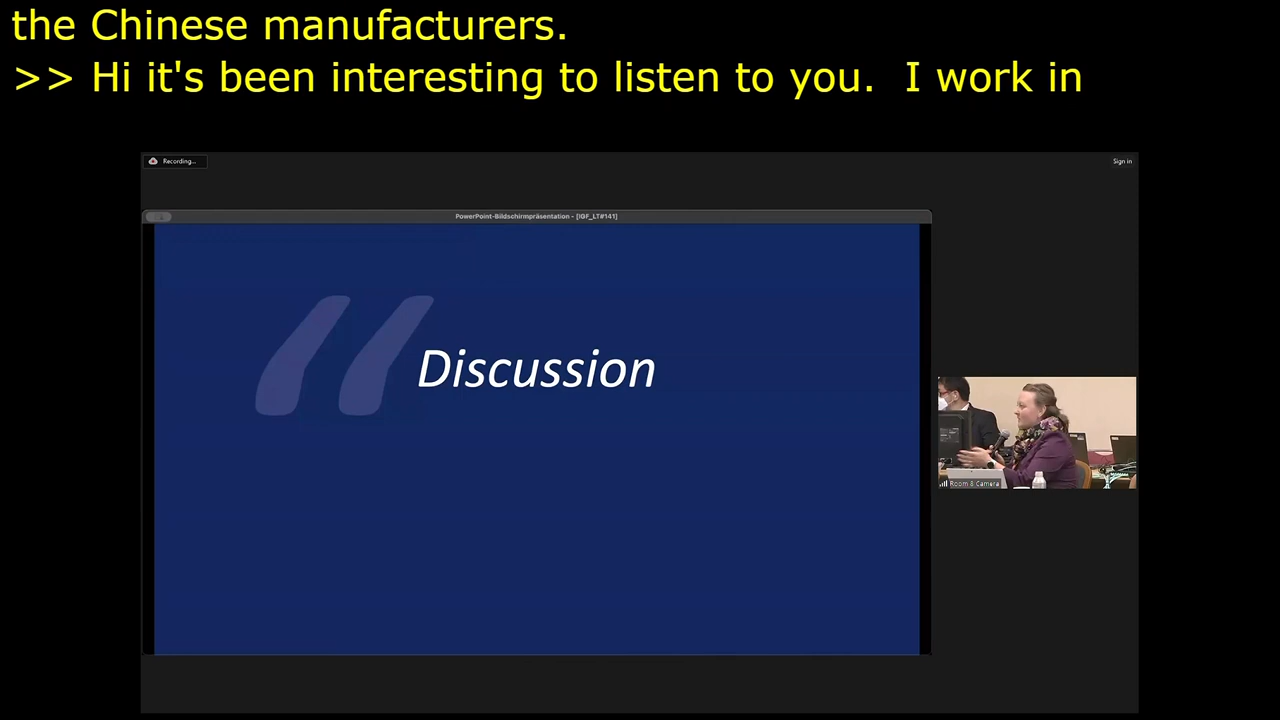 the Chinese manufacturers.
>> Hi it's been interesting to listen to you.  I work in
Recording...
Sign in
PowerPoint-Bildschirmpräsentation - [IGF_LT#141]
“
Discussion
Room 8 Camera